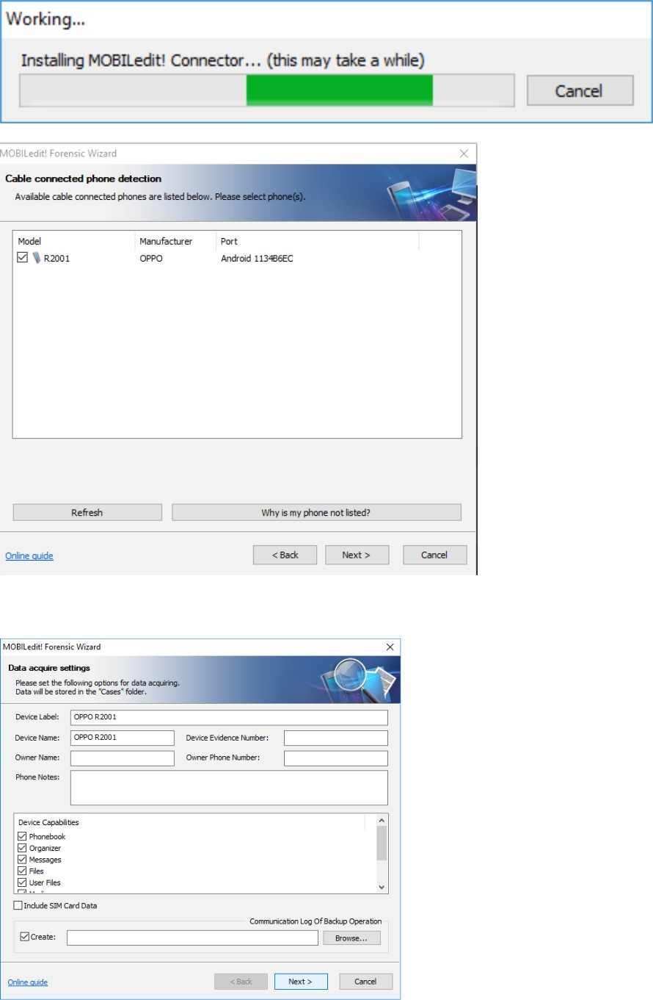 Working...
Installing MOBILedit! Connector... (this may take a while)
Cancel
MOBILedit! Forensic Wizard
Cable connected phone detection
Available cable connected phones are listed below. Please select phone(s).
Model Manufacturer Port
R2001 OPPO Android 1134B6EC
Refresh Why is my phone not listed?
Online guide < Back Next > Cancel
MOBILedit! Forensic Wizard
Data acquire settings
Please set the following options for data acquiring.
Data will be stored in the "Cases" folder.
Device Label: OPPO R2001
Device Name: OPPO R2001 Device Evidence Number:
Owner Name: Owner Phone Number:
Phone Notes:
Device Capabilities
Phonebook
Organizer
Messages
Files
User Files
Include SIM Card Data
Communication Log Of Backup Operation
Create: Browse...
Online guide < Back Next > Cancel